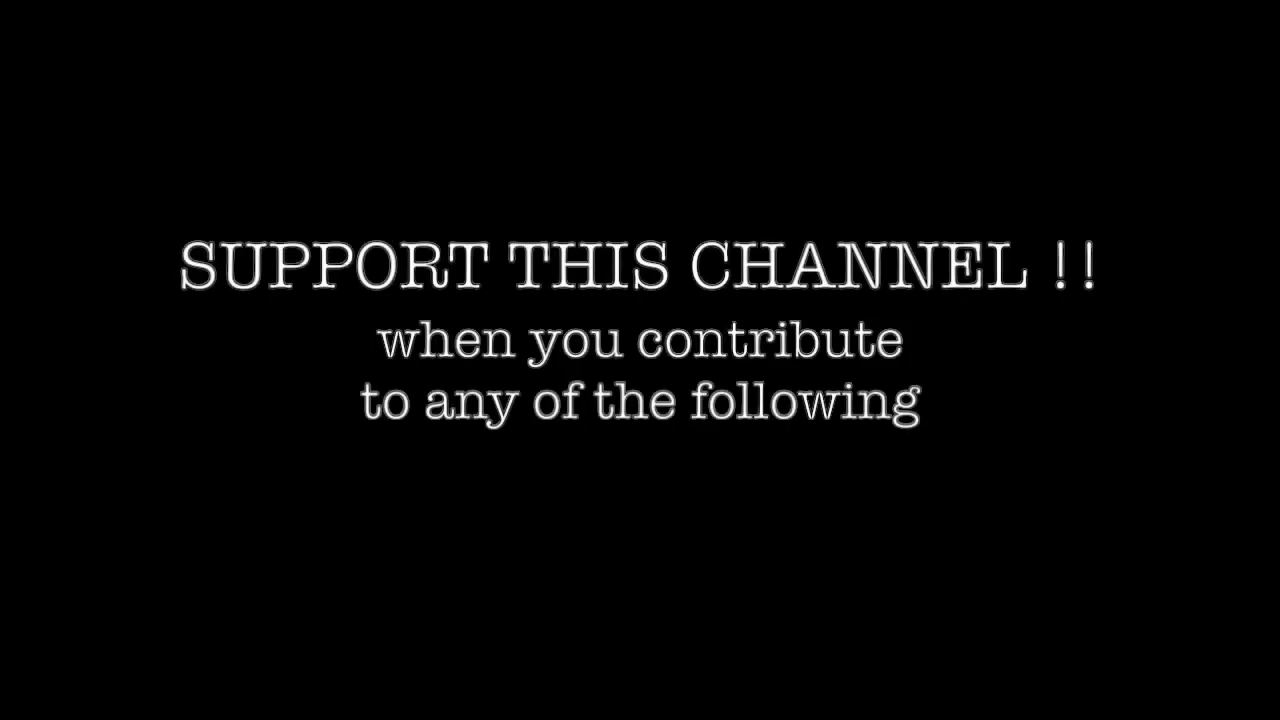 SUPPORT THIS CHANNEL !!
when you contribute
to any of the following